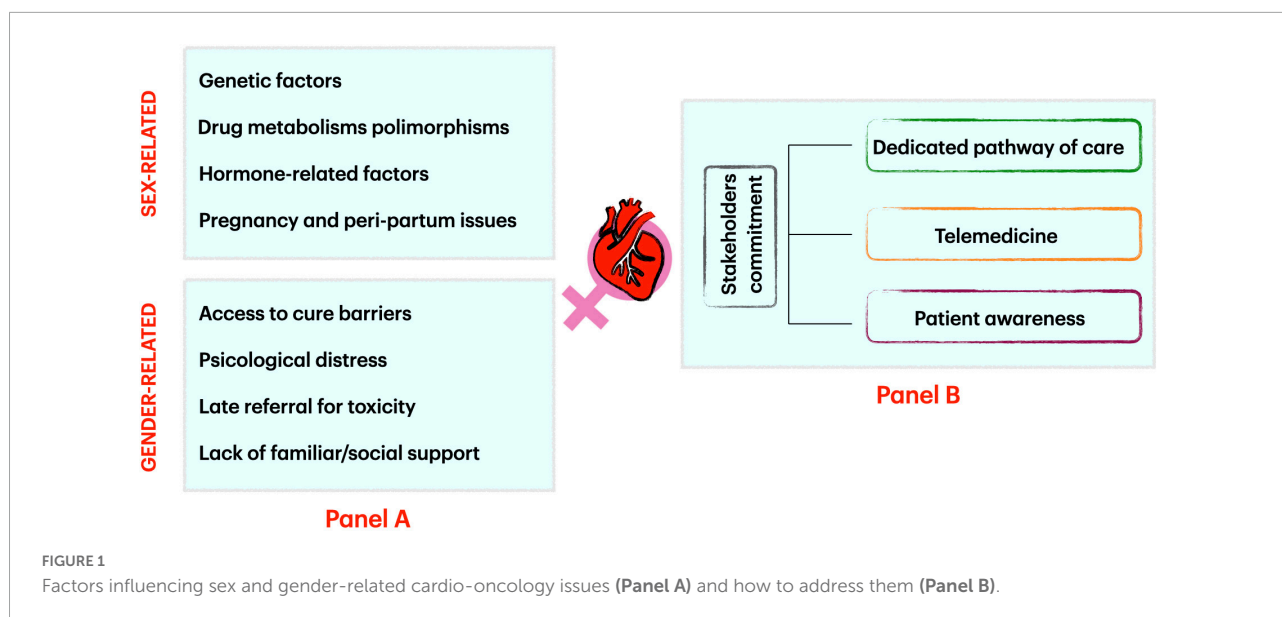 SEX-RELATED
Genetic factors
Drug metabolisms polimorphisms
Hormone-related factors
Pregnancy and peri-partum issues
GENDER-RELATED
Access to cure barriers
Psicological distress
Late referral for toxicity
Lack of familiar/social support
Panel A
Stakeholders
commitment
Dedicated pathway of care
Telemedicine
Patient awareness
Panel B
FIGURE 1
Factors influencing sex and gender-related cardio-oncology issues (Panel A) and how to address them (Panel B).